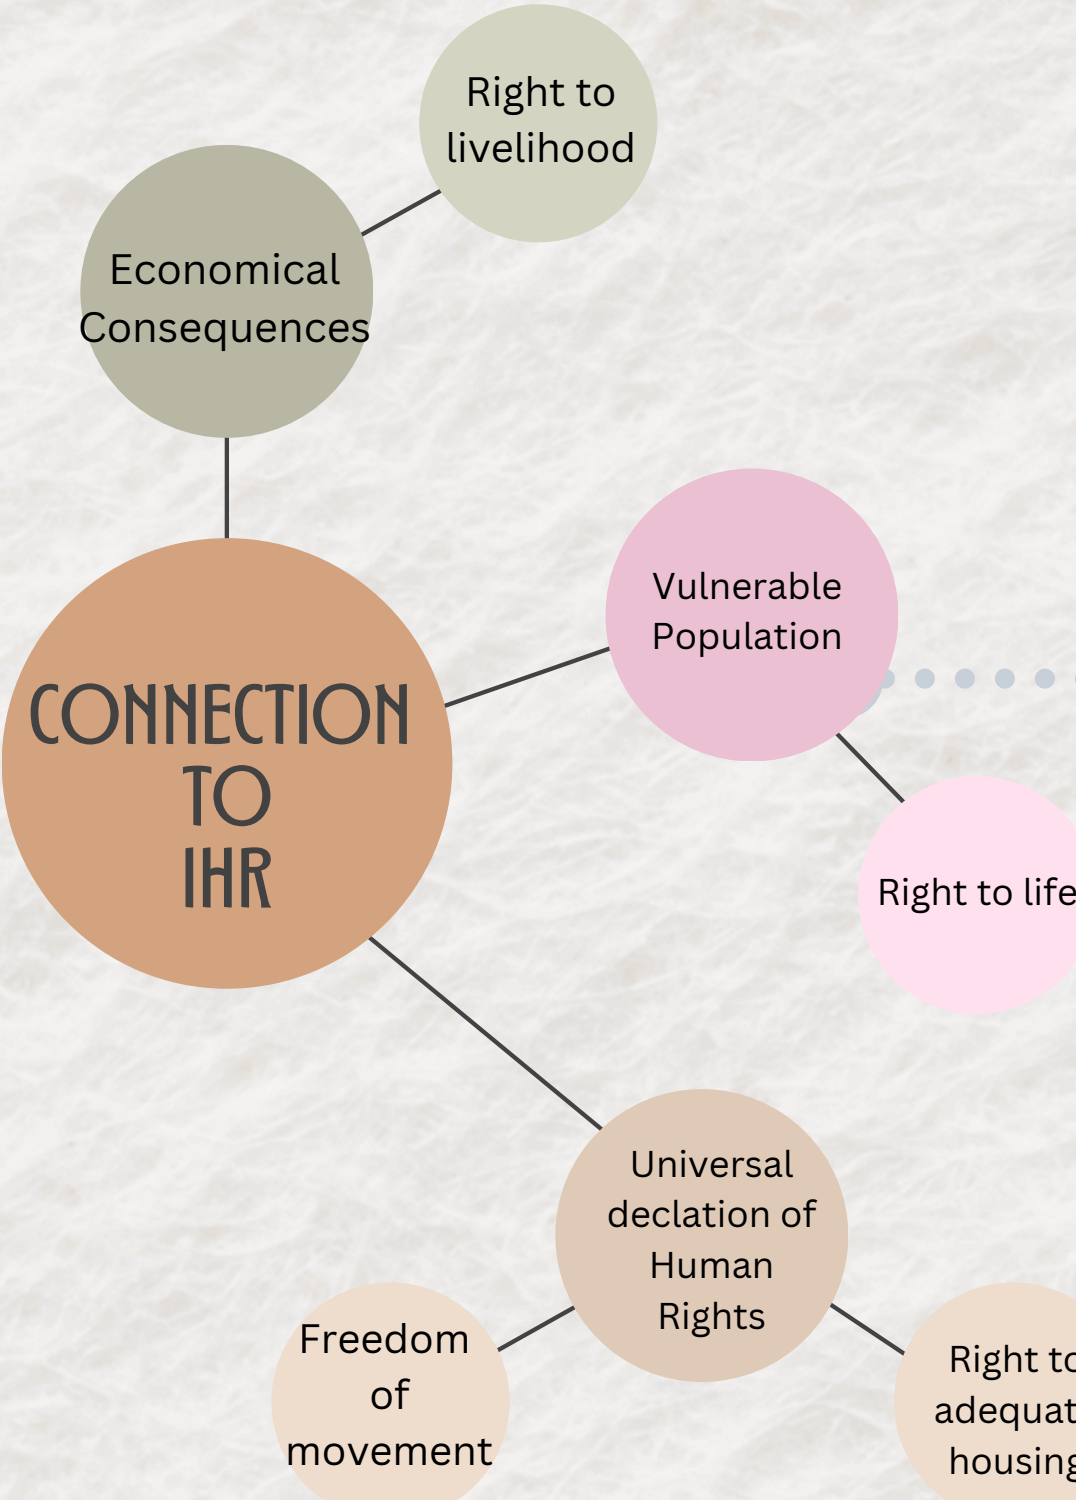 Right to
livelihood
Economical
Consequences
Vulnerable
Population
CONNECTION
TO
IHR
Right to life
Universal
declation of
Human
Rights
Freedom
of
movement
Right to
adequat
housing